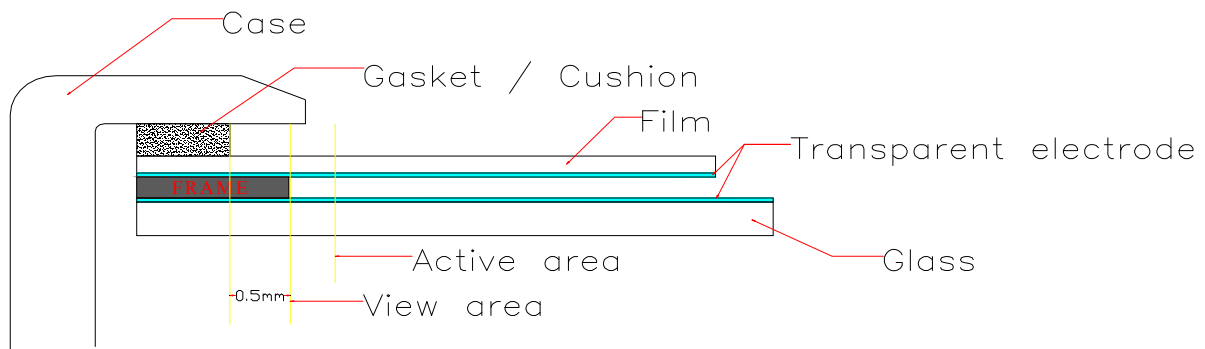 Case
Gasket / Cushion
Film
Transparent electrode
FRAME
Glass
Active area
0.5mm
View area